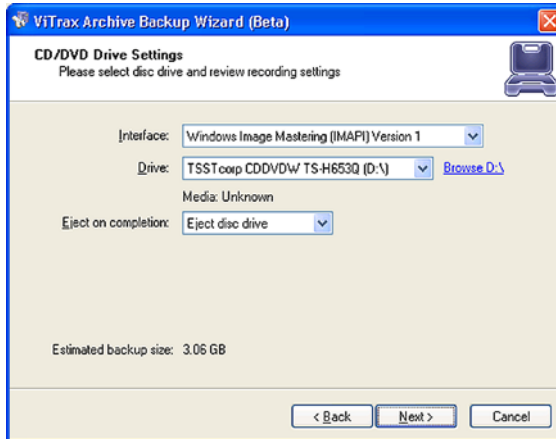 ViTrax Archive Backup Wizard (Beta)
CD/DVD Drive Settings
Please select disc drive and review recording settings
Interface: Windows Image Mastering (IMAPI) Version 1
Drive: TSSTcorp CDDVDW TS-H653Q (D:\) Browse D:\
Media: Unknown
Eject on completion: Eject disc drive
Estimated backup size: 3.06 GB
< Back Next > Cancel